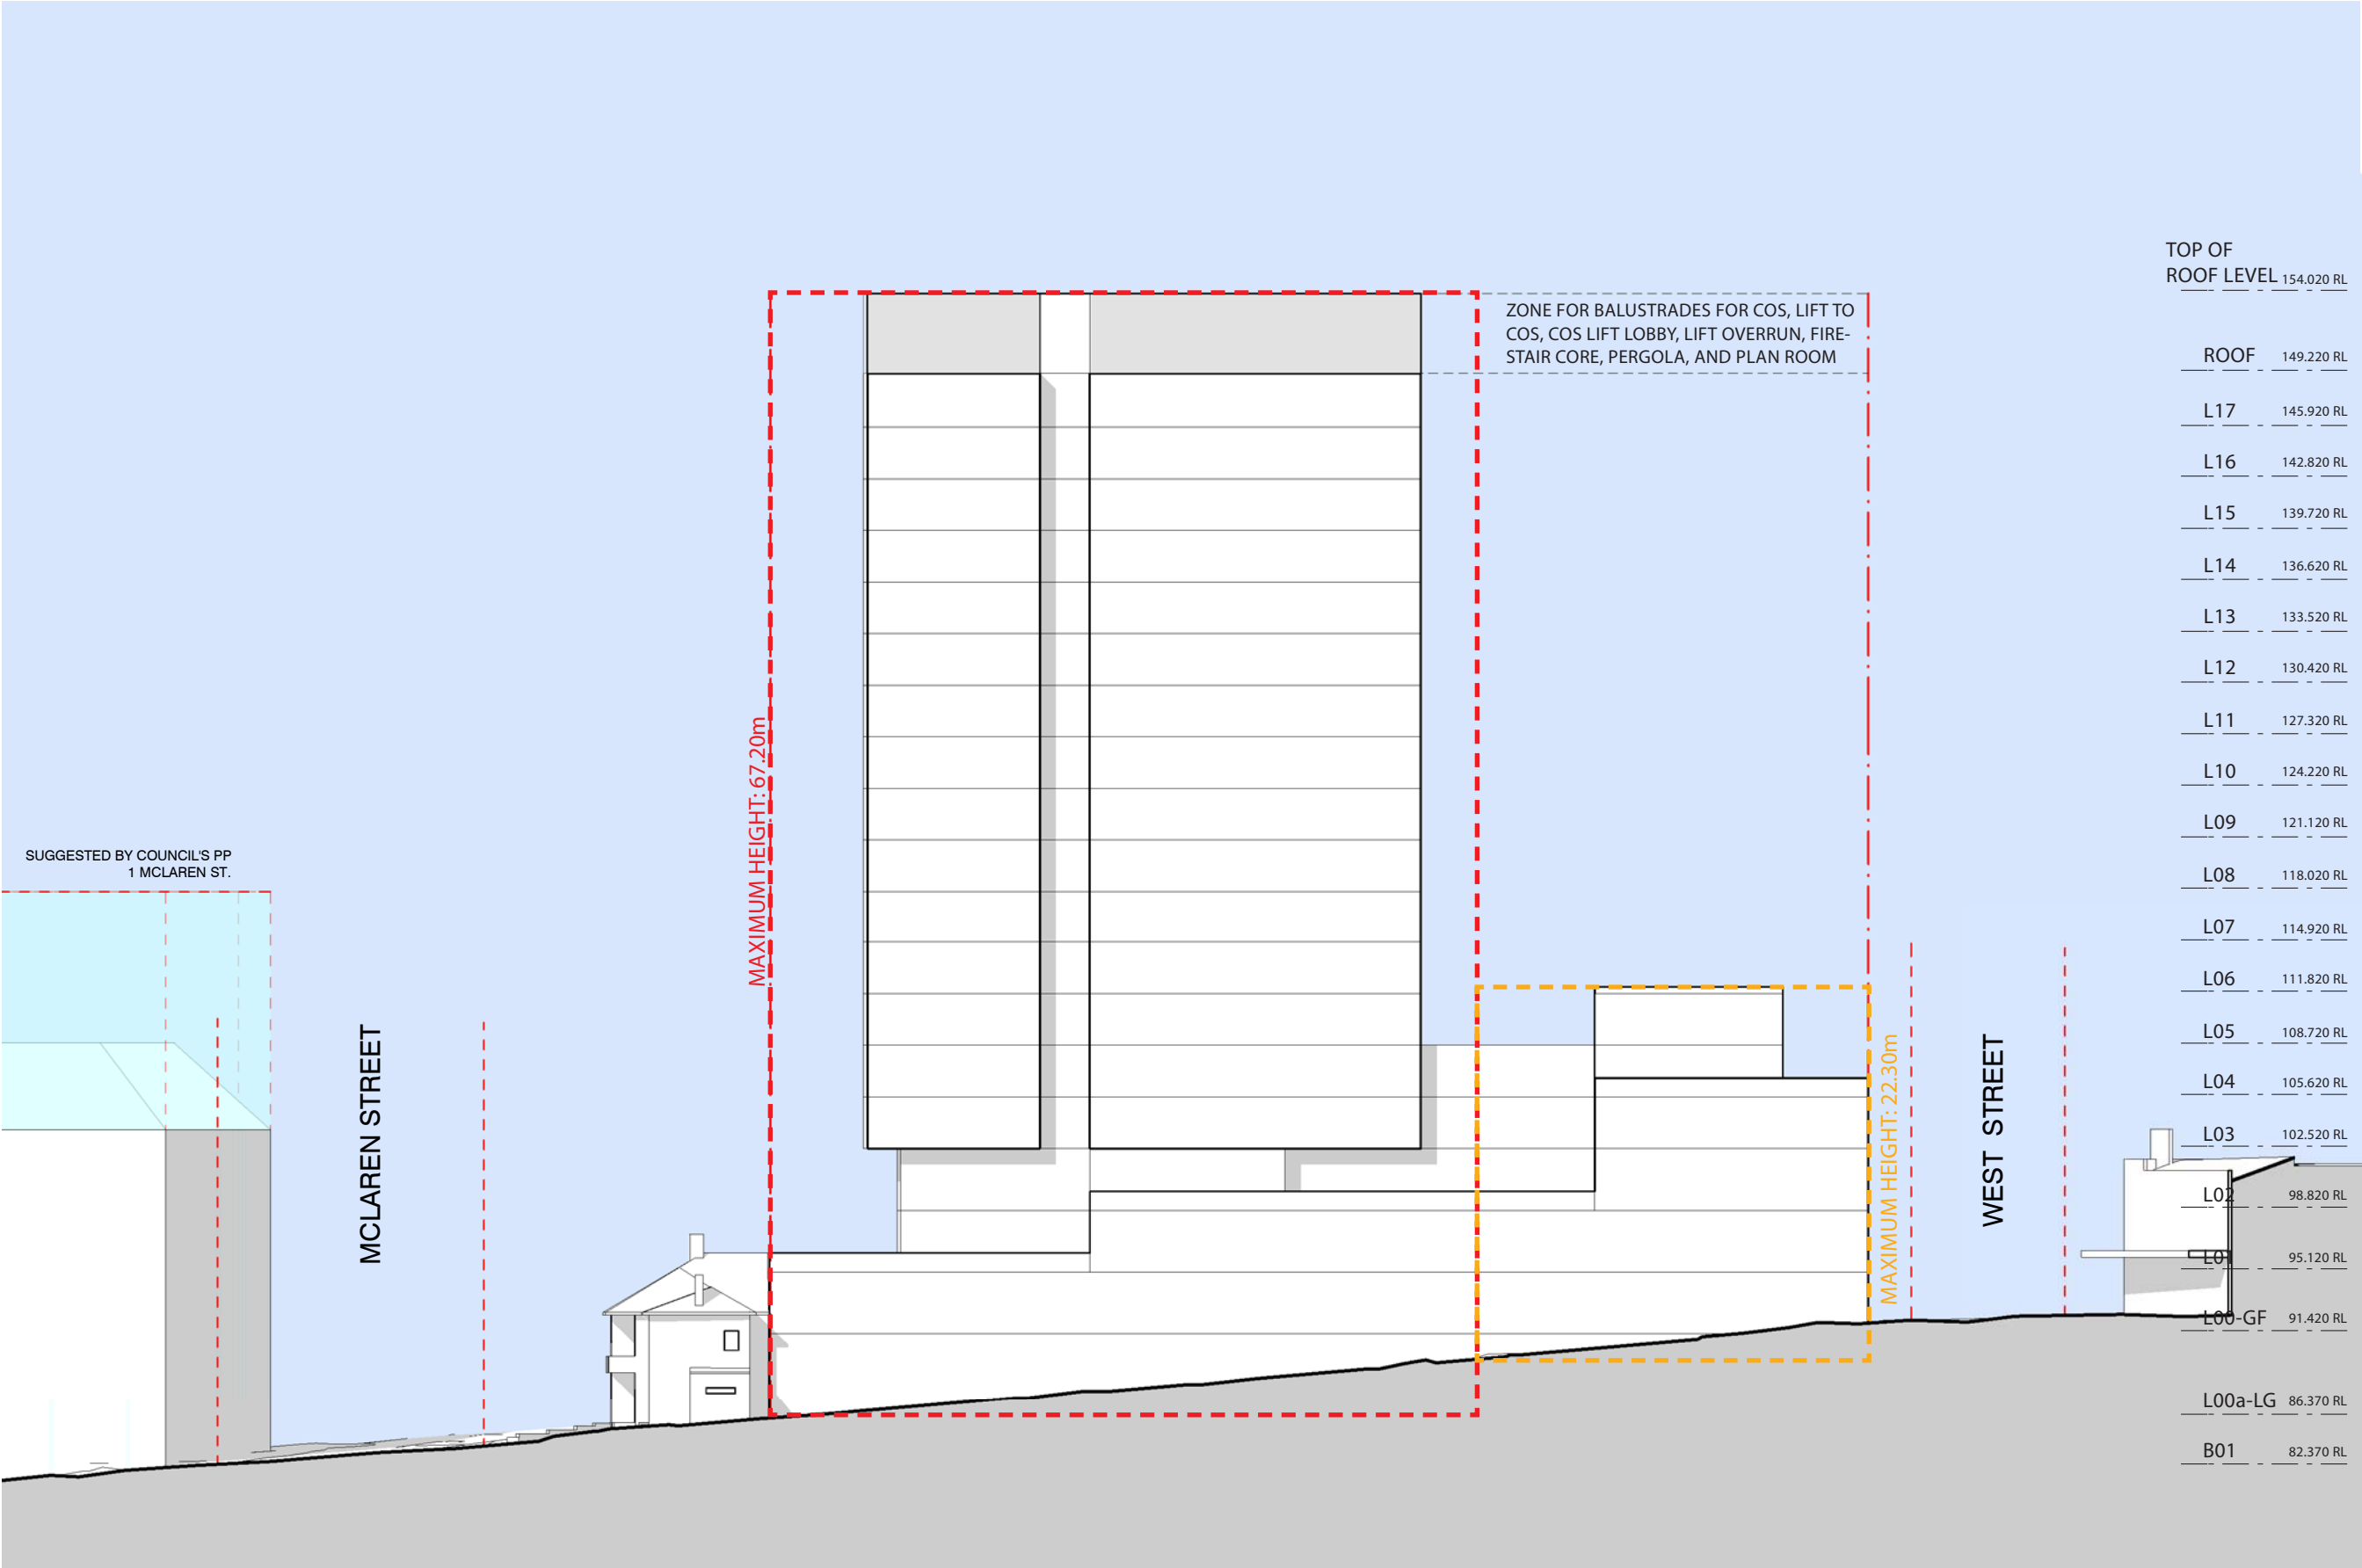 TOP OF
ROOF LEVEL 154.020 RL
ZONE FOR BALUSTRADES FOR COS, LIFT TO
COS, COS LIFT LOBBY, LIFT OVERRUN, FIRE-
STAIR CORE, PERGOLA, AND PLAN ROOM
ROOF 149.220 RL
L17 145.920 RL
L16 142.820 RL
L15 139.720 RL
L14 136.620 RL
L13 133.520 RL
L12 130.420 RL
L11 127.320 RL
L10 124.220 RL
L09 121.120 RL
L08 118.020 RL
L07 114.920 RL
L06 111.820 RL
L05 108.720 RL
L04 105.620 RL
L03 102.520 RL
L02 98.820 RL
L01 95.120 RL
L00-GF 91.420 RL
L00a-LG 86.370 RL
B01 82.370 RL
SUGGESTED BY COUNCIL'S PP
1 MCLAREN ST.
MCLAREN STREET
MAXIMUM HEIGHT: 67.20m
MAXIMUM HEIGHT: 22.30m
WEST STREET